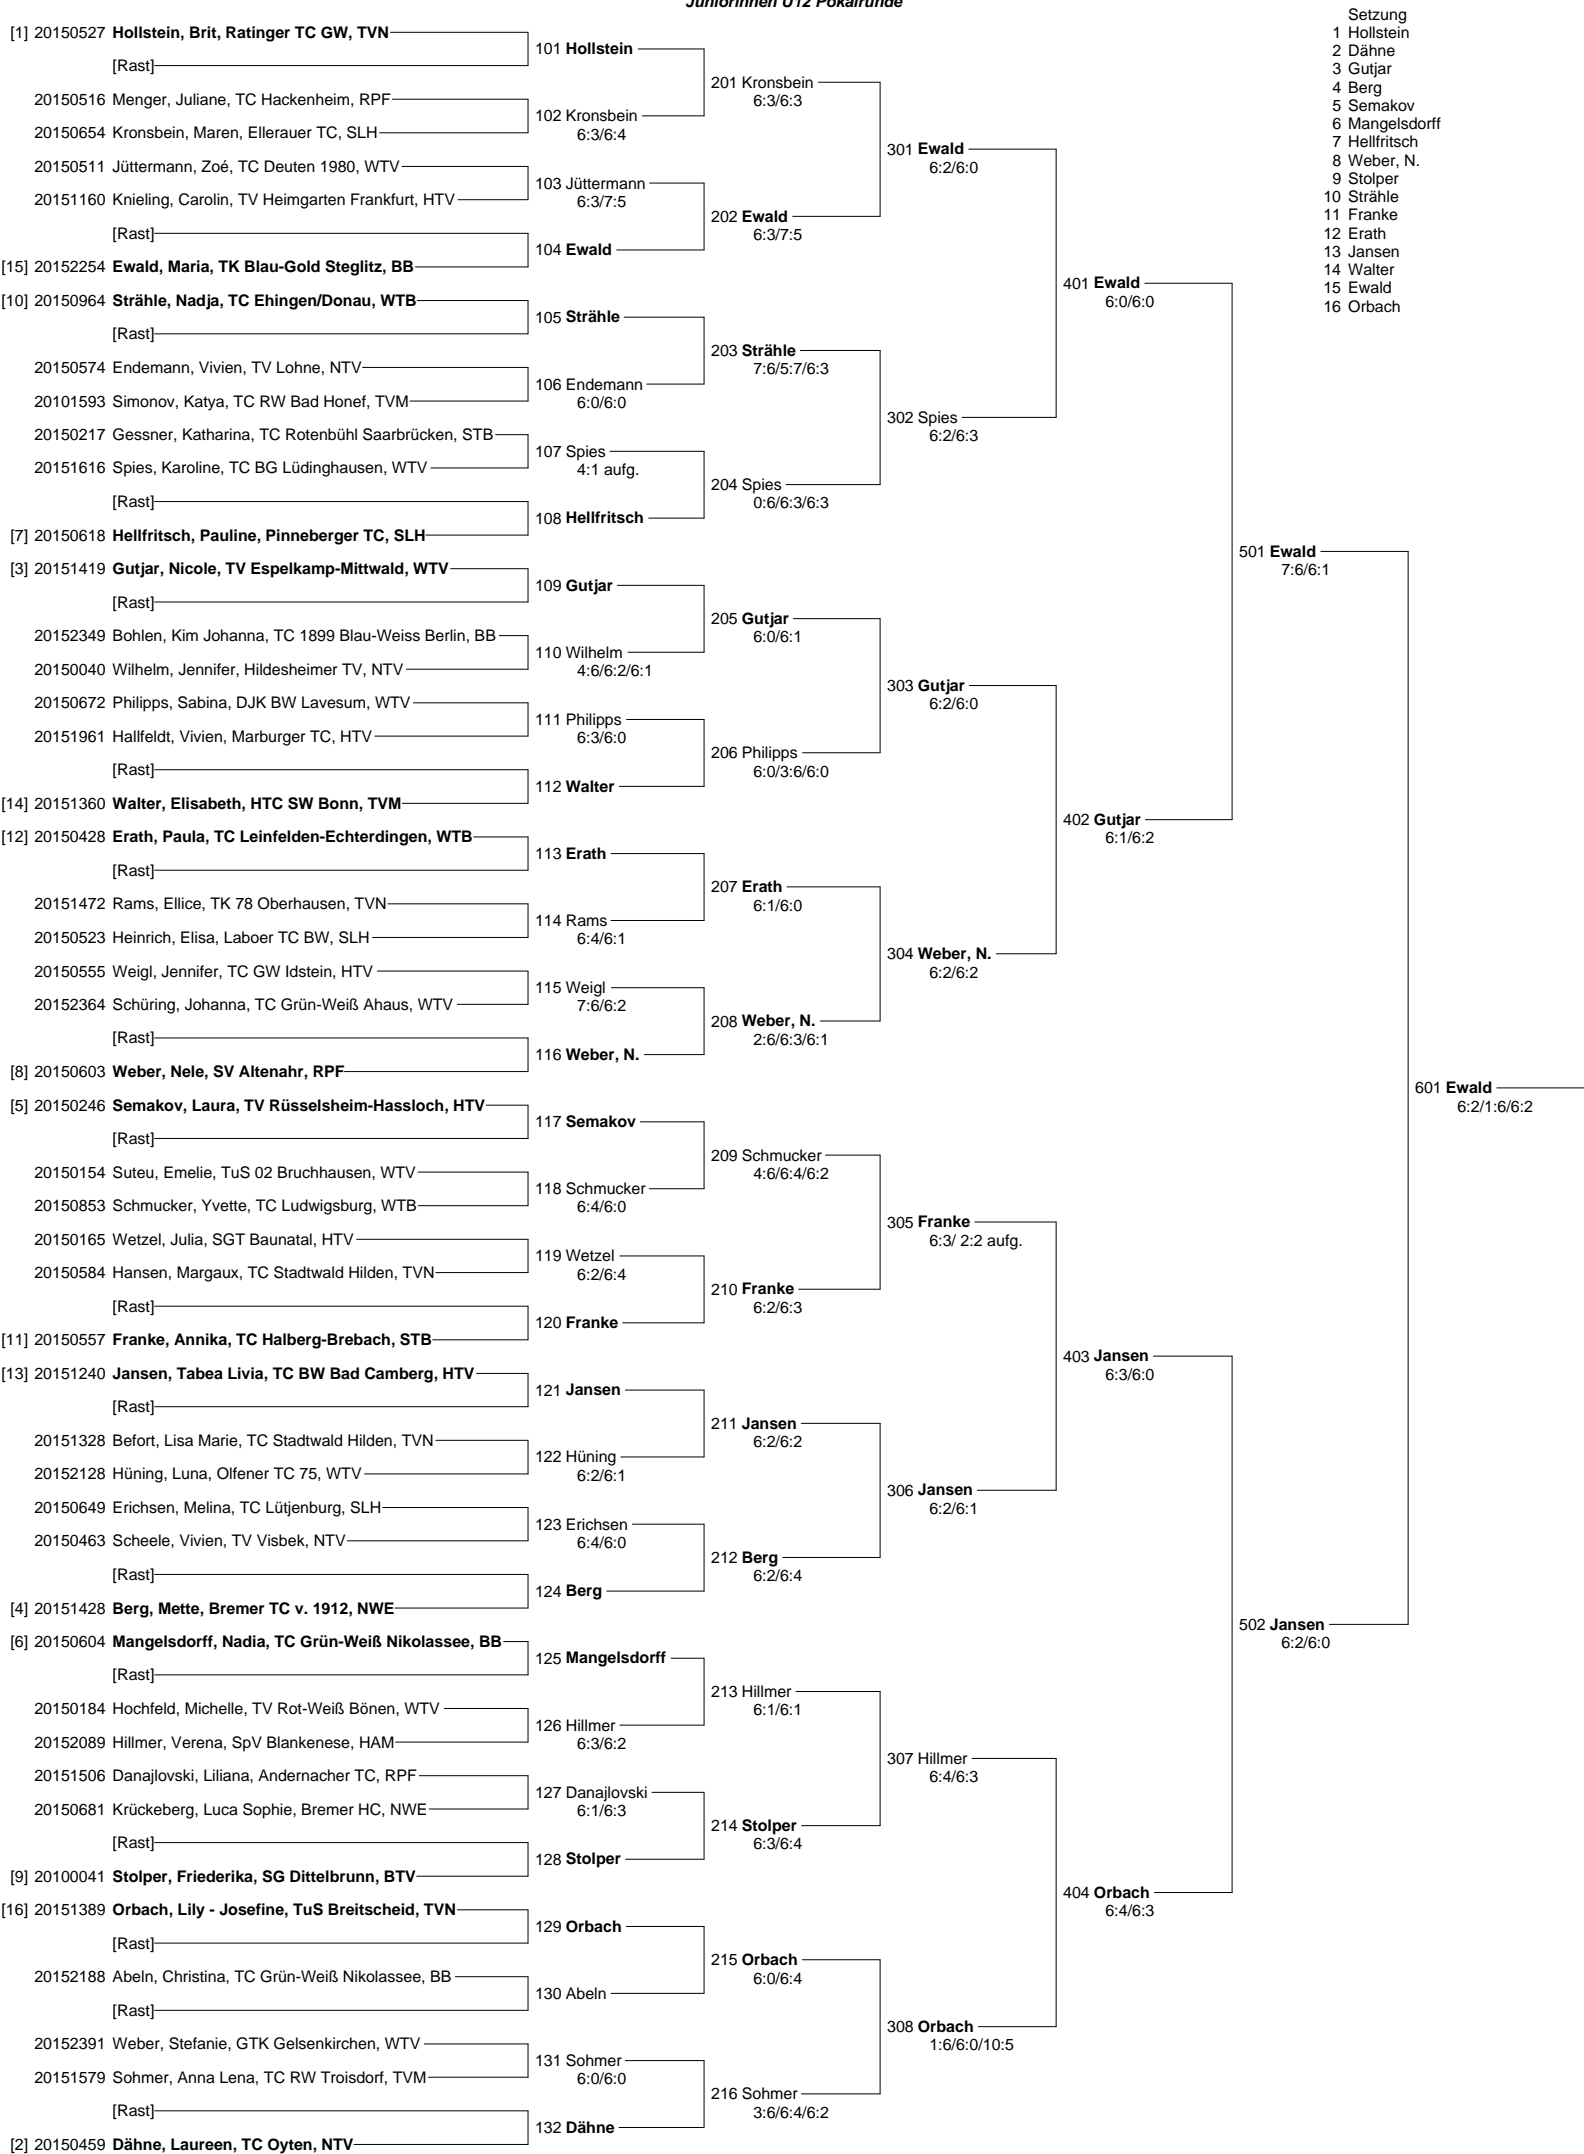 Juniorinnen U12 Pokalrunde
Setzung
1 Hollstein
2 Dähne
3 Gutjar
4 Berg
5 Semakov
6 Mangelsdorff
7 Hellfritsch
8 Weber, N.
9 Stolper
10 Strähle
11 Franke
12 Erath
13 Jansen
14 Walter
15 Ewald
16 Orbach
[1] 20150527 Hollstein, Brit, Ratinger TC GW, TVN
[Rast]
20150516 Menger, Juliane, TC Hackenheim, RPF
20150654 Kronsbein, Maren, Ellerauer TC, SLH
20150511 Jüttermann, Zoé, TC Deuten 1980, WTV
20151160 Knieling, Carolin, TV Heimgarten Frankfurt, HTV
[Rast]
[15] 20152254 Ewald, Maria, TK Blau-Gold Steglitz, BB
[10] 20150964 Strähle, Nadja, TC Ehingen/Donau, WTB
[Rast]
20150574 Endemann, Vivien, TV Lohne, NTV
20101593 Simonov, Katya, TC RW Bad Honef, TVM
20150217 Gessner, Katharina, TC Rotenbühl Saarbrücken, STB
20151616 Spies, Karoline, TC BG Lüdinghausen, WTV
[Rast]
[7] 20150618 Hellfritsch, Pauline, Pinneberger TC, SLH
[3] 20151419 Gutjar, Nicole, TV Espelkamp-Mittwald, WTV
[Rast]
20152349 Bohlen, Kim Johanna, TC 1899 Blau-Weiss Berlin, BB
20150040 Wilhelm, Jennifer, Hildesheimer TV, NTV
20150672 Philipps, Sabina, DJK BW Lavesum, WTV
20151961 Hallfeldt, Vivien, Marburger TC, HTV
[Rast]
[14] 20151360 Walter, Elisabeth, HTC SW Bonn, TVM
[12] 20150428 Erath, Paula, TC Leinfelden-Echterdingen, WTB
[Rast]
20151472 Rams, Ellice, TK 78 Oberhausen, TVN
20150523 Heinrich, Elisa, Laboer TC BW, SLH
20150555 Weigl, Jennifer, TC GW Idstein, HTV
20152364 Schüring, Johanna, TC Grün-Weiß Ahaus, WTV
[Rast]
[8] 20150603 Weber, Nele, SV Altenahr, RPF
[5] 20150246 Semakov, Laura, TV Rüsselsheim-Hassloch, HTV
[Rast]
20150154 Suteu, Emelie, TuS 02 Bruchhausen, WTV
20150853 Schmucker, Yvette, TC Ludwigsburg, WTB
20150165 Wetzel, Julia, SGT Baunatal, HTV
20150584 Hansen, Margaux, TC Stadtwald Hilden, TVN
[Rast]
[11] 20150557 Franke, Annika, TC Halberg-Brebach, STB
[13] 20151240 Jansen, Tabea Livia, TC BW Bad Camberg, HTV
[Rast]
20151328 Befort, Lisa Marie, TC Stadtwald Hilden, TVN
20152128 Hüning, Luna, Olfener TC 75, WTV
20150649 Erichsen, Melina, TC Lütjenburg, SLH
20150463 Scheele, Vivien, TV Visbek, NTV
[Rast]
[4] 20151428 Berg, Mette, Bremer TC v. 1912, NWE
[6] 20150604 Mangelsdorff, Nadia, TC Grün-Weiß Nikolassee, BB
[Rast]
20150184 Hochfeld, Michelle, TV Rot-Weiß Bönen, WTV
20152089 Hillmer, Verena, SpV Blankenese, HAM
20151506 Danajlovski, Liliana, Andernacher TC, RPF
20150681 Krückeberg, Luca Sophie, Bremer HC, NWE
[Rast]
[9] 20100041 Stolper, Friederika, SG Dittelbrunn, BTV
[16] 20151389 Orbach, Lily - Josefine, TuS Breitscheid, TVN
[Rast]
20152188 Abeln, Christina, TC Grün-Weiß Nikolassee, BB
[Rast]
20152391 Weber, Stefanie, GTK Gelsenkirchen, WTV
20151579 Sohmer, Anna Lena, TC RW Troisdorf, TVM
[Rast]
[2] 20150459 Dähne, Laureen, TC Oyten, NTV
101 Hollstein
102 Kronsbein
6:3/6:4
103 Jüttermann
6:3/7:5
104 Ewald
105 Strähle
106 Endemann
6:0/6:0
107 Spies
4:1 aufg.
108 Hellfritsch
109 Gutjar
110 Wilhelm
4:6/6:2/6:1
111 Philipps
6:3/6:0
112 Walter
113 Erath
114 Rams
6:4/6:1
115 Weigl
7:6/6:2
116 Weber, N.
117 Semakov
118 Schmucker
6:4/6:0
119 Wetzel
6:2/6:4
120 Franke
121 Jansen
122 Hüning
6:2/6:1
123 Erichsen
6:4/6:0
124 Berg
125 Mangelsdorff
126 Hillmer
6:3/6:2
127 Danajlovski
6:1/6:3
128 Stolper
129 Orbach
130 Abeln
131 Sohmer
6:0/6:0
132 Dähne
201 Kronsbein
6:3/6:3
202 Ewald
6:3/7:5
203 Strähle
7:6/5:7/6:3
204 Spies
0:6/6:3/6:3
205 Gutjar
6:0/6:1
206 Philipps
6:0/3:6/6:0
207 Erath
6:1/6:0
208 Weber, N.
2:6/6:3/6:1
209 Schmucker
4:6/6:4/6:2
210 Franke
6:2/6:3
211 Jansen
6:2/6:2
212 Berg
6:2/6:4
213 Hillmer
6:1/6:1
214 Stolper
6:3/6:4
215 Orbach
6:0/6:4
216 Sohmer
3:6/6:4/6:2
301 Ewald
6:2/6:0
302 Spies
6:2/6:3
303 Gutjar
6:2/6:0
304 Weber, N.
6:2/6:2
305 Franke
6:3/ 2:2 aufg.
306 Jansen
6:2/6:1
307 Hillmer
6:4/6:3
308 Orbach
1:6/6:0/10:5
401 Ewald
6:0/6:0
402 Gutjar
6:1/6:2
403 Jansen
6:3/6:0
404 Orbach
6:4/6:3
501 Ewald
7:6/6:1
502 Jansen
6:2/6:0
601 Ewald
6:2/1:6/6:2